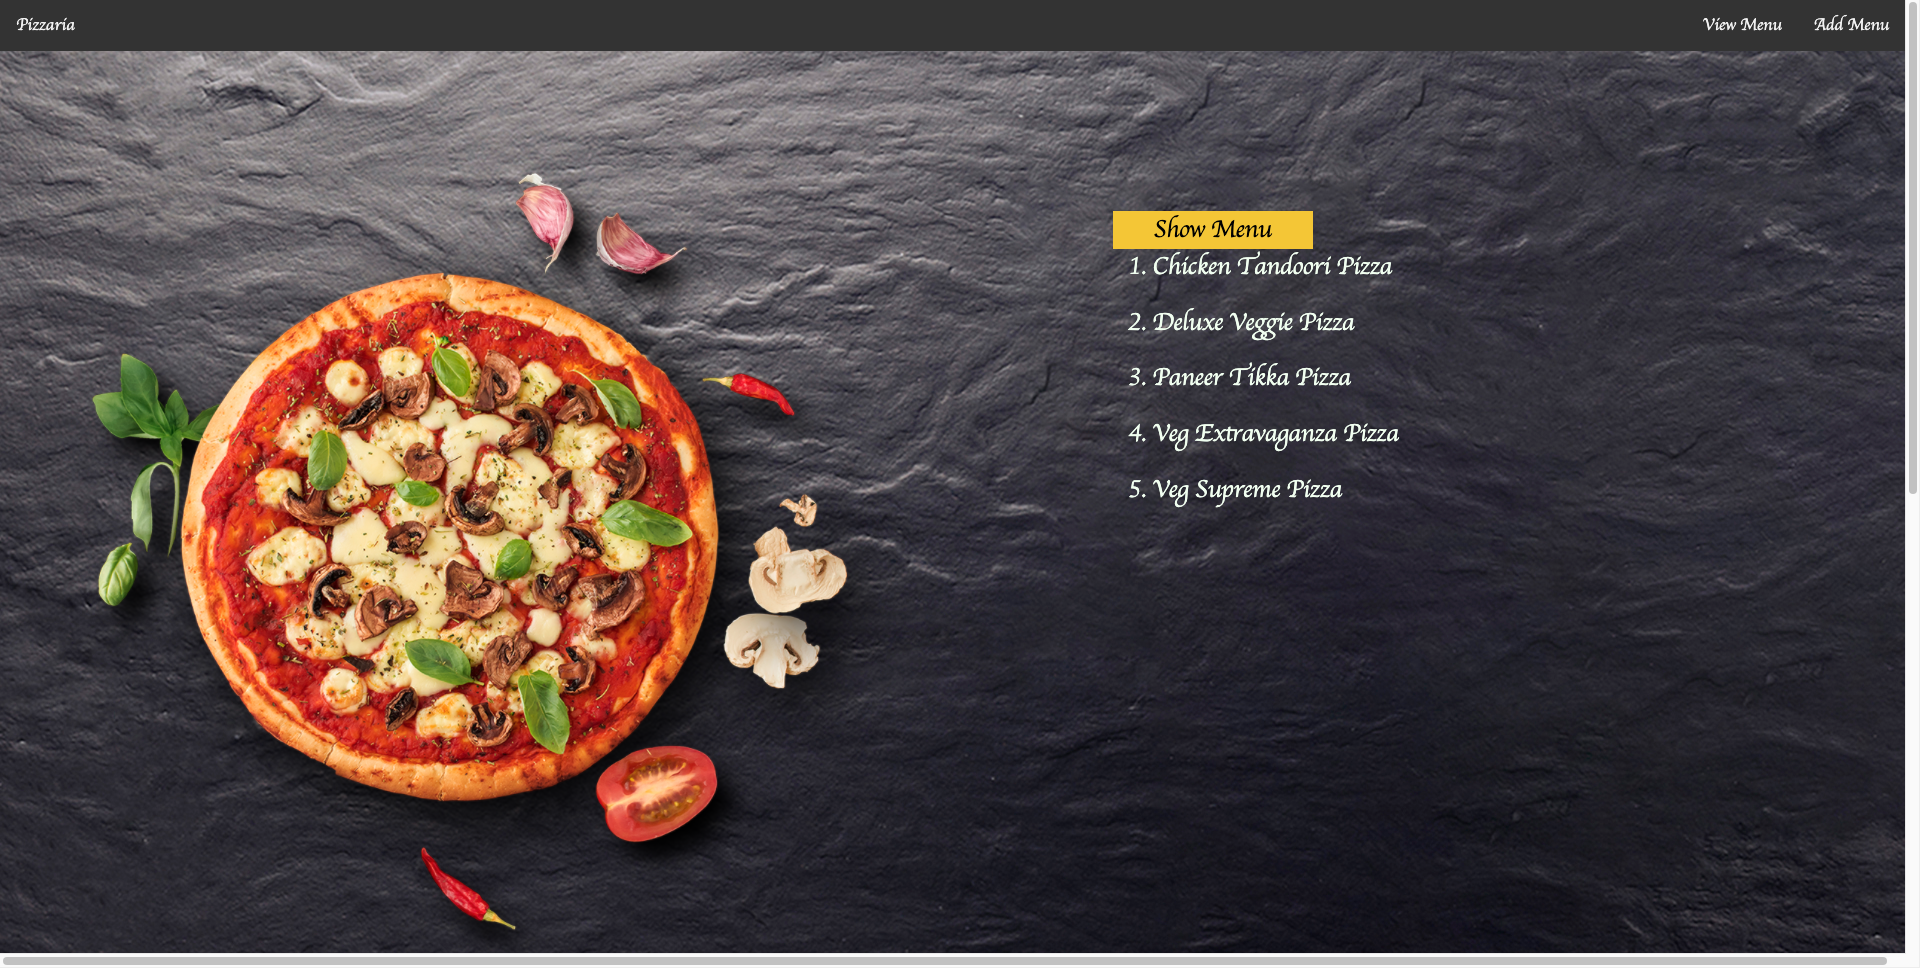 Pizzaria
View Menu
Add Menu
Show Menu
1. Chicken Tandoori Pizza
2. Deluxe Veggie Pizza
3. Paneer Tikka Pizza
4. Veg Extravaganza Pizza
5. Veg Supreme Pizza